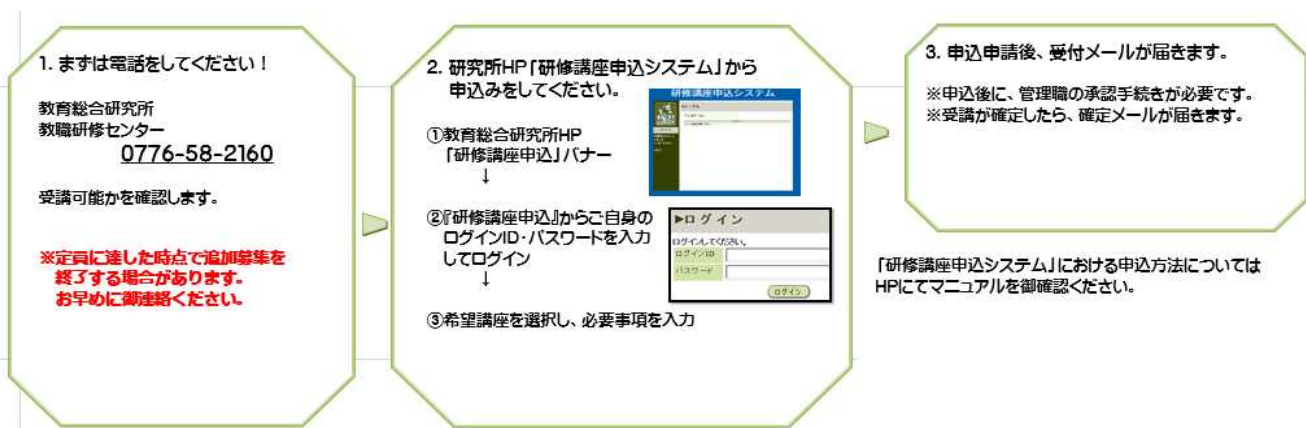 1. まずは電話をしてください！
教育総合研究所
教職研修センター
0776-58-2160
受講可能かを確認します。
※定員に達した時点で追加募集を
終了する場合があります。
お早めに御連絡ください。
2. 研究所HP「研修講座申込システム」から
申込みをしてください。
研修講座申込システム
①教育総合研究所HP
「研修講座申込」バナー
↓
②『研修講座申込』からご自身の
ログインID・パスワードを入力
してログイン
↓
▶ログイン
ログインしてください。
ログインID
パスワード
ログイン
③希望講座を選択し、必要事項を入力
3. 申込申請後、受付メールが届きます。
※申込後に、管理職の承認手続きが必要です。
※受講が確定したら、確定メールが届きます。
「研修講座申込システム」における申込方法については
HPにてマニュアルを御確認ください。